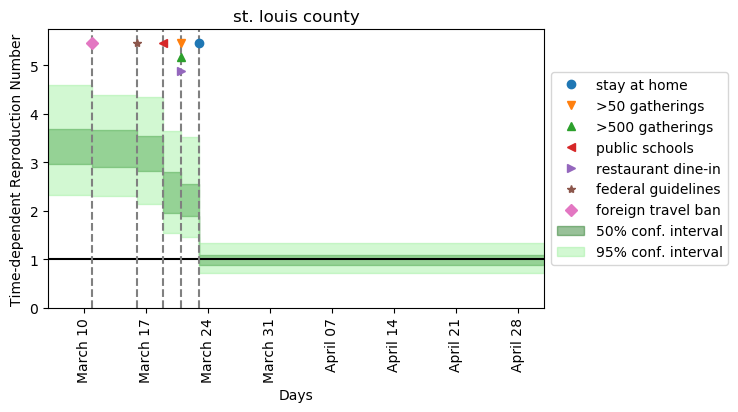 st. louis county
Time-dependent Reproduction Number
5
4
3
2
1
0
March 10
March 17
March 24
March 31
April 07
April 14
April 21
April 28
Days
stay at home
>50 gatherings
>500 gatherings
public schools
restaurant dine-in
federal guidelines
foreign travel ban
50% conf. interval
95% conf. interval